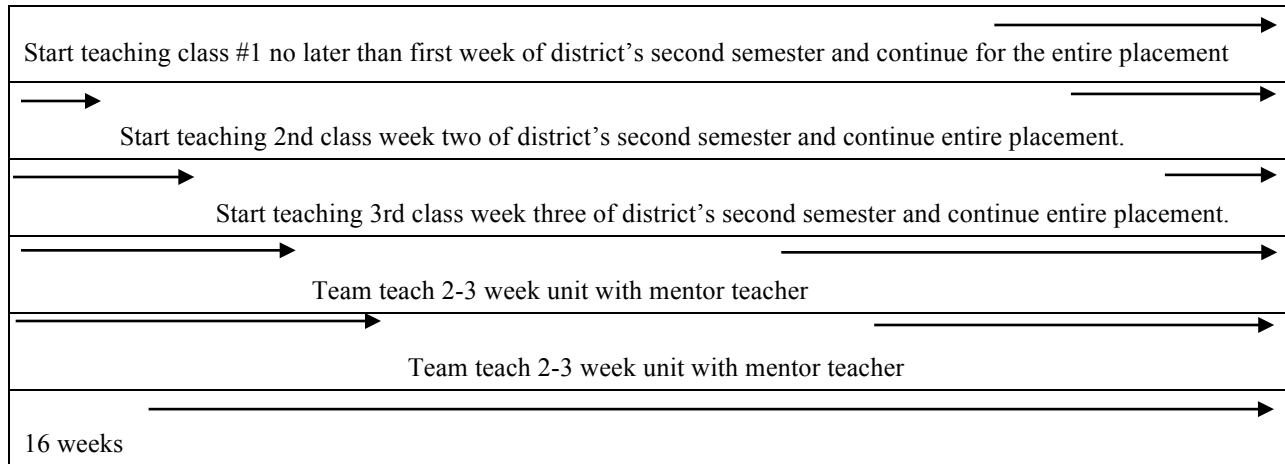 Start teaching class #1 no later than first week of district’s second semester and continue for the entire placement
Start teaching 2nd class week two of district’s second semester and continue entire placement.
Start teaching 3rd class week three of district’s second semester and continue entire placement.
Team teach 2-3 week unit with mentor teacher
Team teach 2-3 week unit with mentor teacher
16 weeks